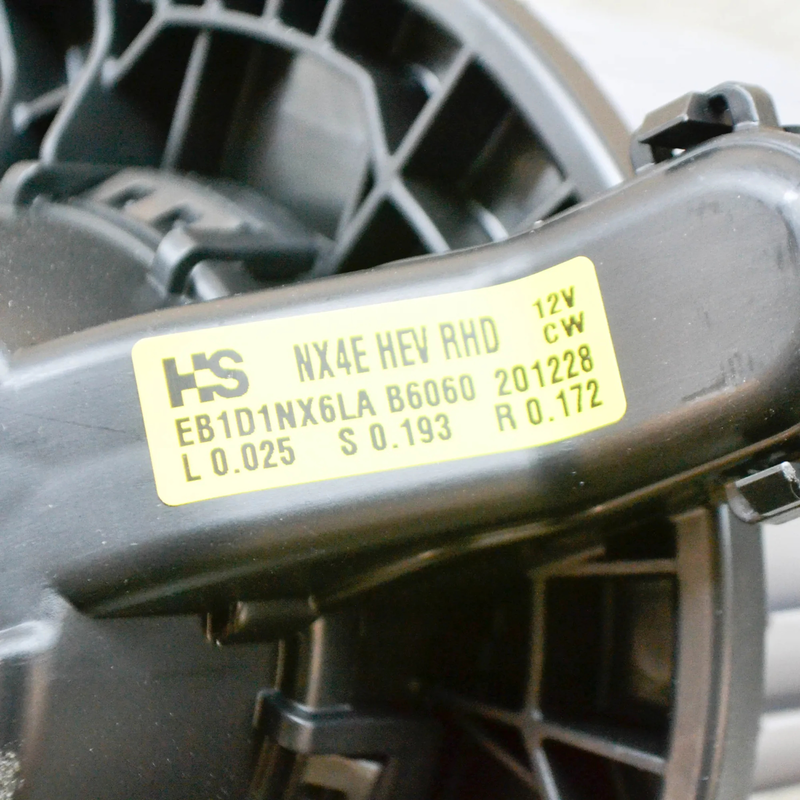 HS NX4E HEV RHD 12V
CW
EB1D1NX6LA B6060 201228
L 0.025 S 0.193 R 0.172